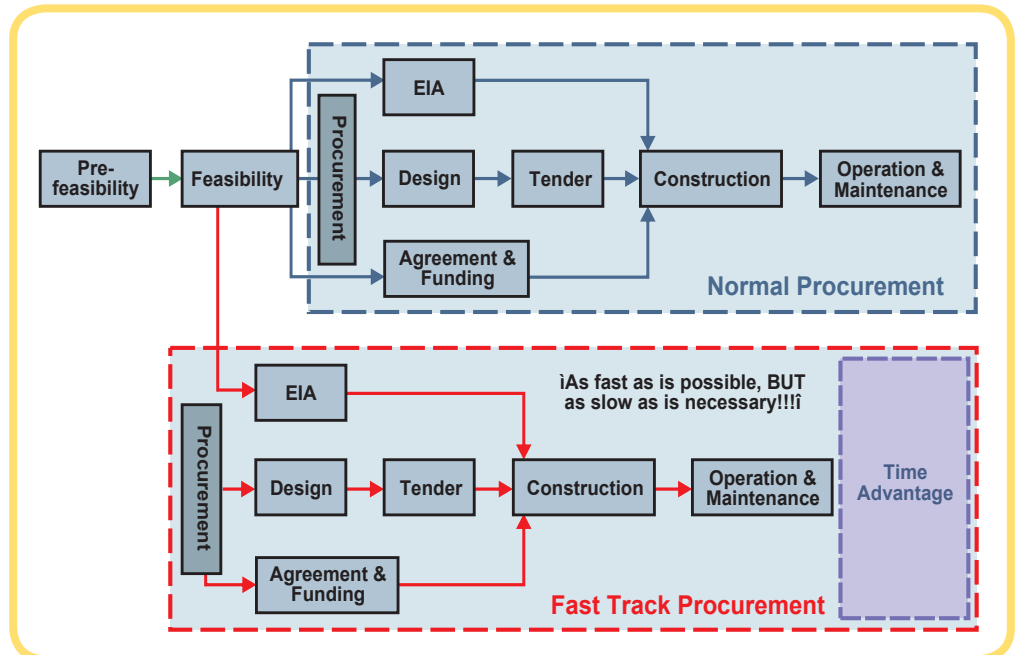 EIA
Procurement
Pre-
feasibility
Feasibility
Design
Tender
Construction
Operation &
Maintenance
Agreement &
Funding
Normal Procurement
EIA
ìAs fast as is possible, BUT
as slow as is necessary!!!î
Procurement
Design
Tender
Construction
Operation &
Maintenance
Time
Advantage
Agreement &
Funding
Fast Track Procurement